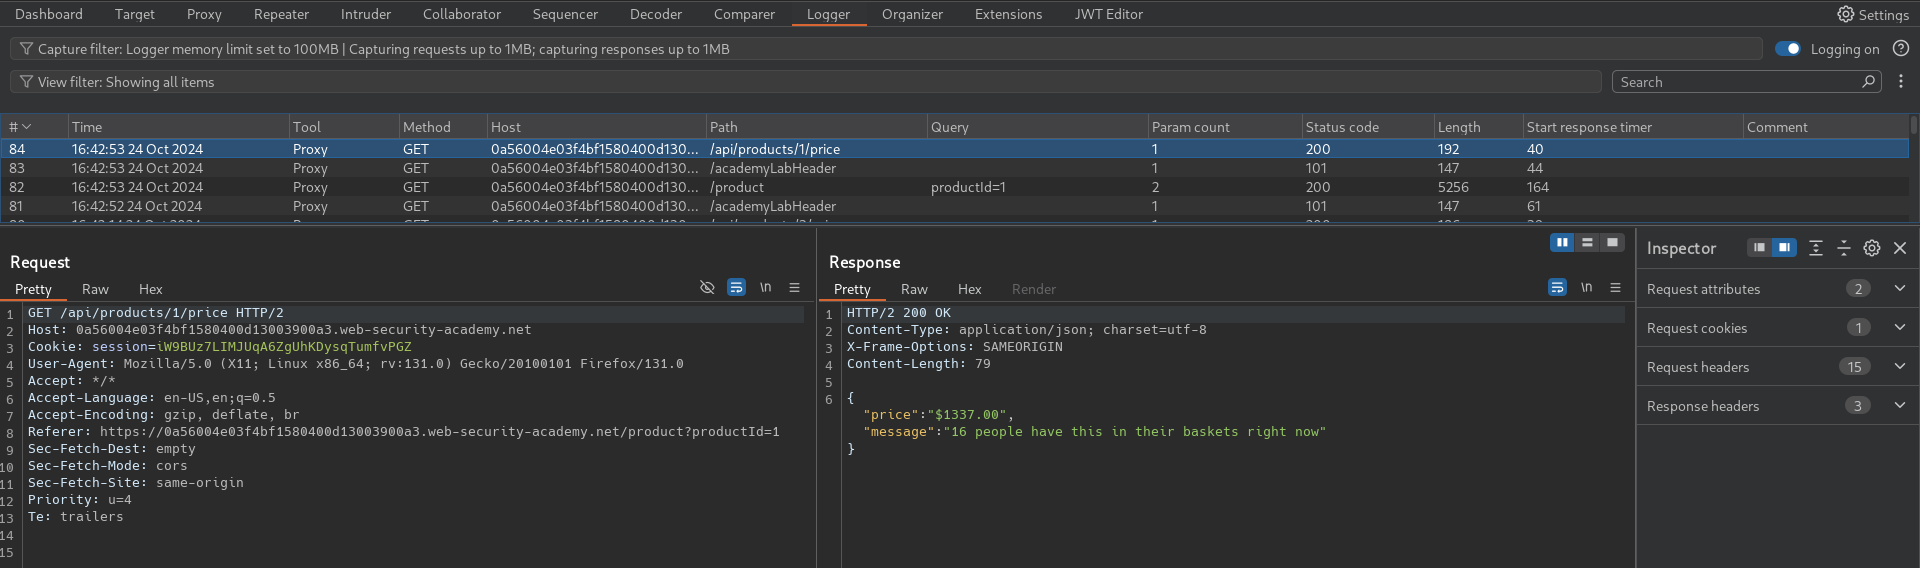 Dashboard Target Proxy Repeater Intruder Collaborator Sequencer Decoder Comparer Logger Organizer Extensions JWT Editor Settings
Capture filter: Logger memory limit set to 100MB | Capturing requests up to 1MB; capturing responses up to 1MB Logging on
View filter: Showing all items Search
# Time Tool Method Host Path Query Param count Status code Length Start response timer Comment
84 16:42:53 24 Oct 2024 Proxy GET 0a56004e03f4bf1580400d130... /api/products/1/price 1 200 192 40
83 16:42:53 24 Oct 2024 Proxy GET 0a56004e03f4bf1580400d130... /academyLabHeader 1 101 147 44
82 16:42:53 24 Oct 2024 Proxy GET 0a56004e03f4bf1580400d130... /product productId=1 2 200 5256 164
81 16:42:52 24 Oct 2024 Proxy GET 0a56004e03f4bf1580400d130... /academyLabHeader 1 101 147 61
Request
Pretty Raw Hex \n
1 GET /api/products/1/price HTTP/2
2 Host: 0a56004e03f4bf1580400d13003900a3.web-security-academy.net
3 Cookie: session=iW9BUz7LIMJUqA6ZgUhKDysqTumfvPGZ
4 User-Agent: Mozilla/5.0 (X11; Linux x86_64; rv:131.0) Gecko/20100101 Firefox/131.0
5 Accept: */*
6 Accept-Language: en-US,en;q=0.5
7 Accept-Encoding: gzip, deflate, br
8 Referer: https://0a56004e03f4bf1580400d13003900a3.web-security-academy.net/product?productId=1
9 Sec-Fetch-Dest: empty
10 Sec-Fetch-Mode: cors
11 Sec-Fetch-Site: same-origin
12 Priority: u=4
13 Te: trailers
14
15
Response
Pretty Raw Hex Render \n
1 HTTP/2 200 OK
2 Content-Type: application/json; charset=utf-8
3 X-Frame-Options: SAMEORIGIN
4 Content-Length: 79
5
6 {
"price":"$1337.00",
"message":"16 people have this in their baskets right now"
}
Inspector
Request attributes 2
Request cookies 1
Request headers 15
Response headers 3